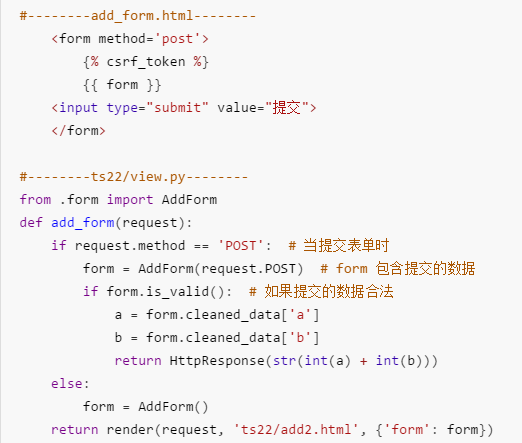 #--------add_form.html--------
    <form method='post'>
        {% csrf_token %}
        {{ form }}
    <input type="submit" value="提交">
    </form>

#--------ts22/view.py--------
from .form import AddForm
def add_form(request):
    if request.method == 'POST':  # 当提交表单时
        form = AddForm(request.POST)  # form 包含提交的数据
        if form.is_valid():  # 如果提交的数据合法
            a = form.cleaned_data['a']
            b = form.cleaned_data['b']
            return HttpResponse(str(int(a) + int(b)))
    else:
        form = AddForm()
    return render(request, 'ts22/add2.html', {'form': form})